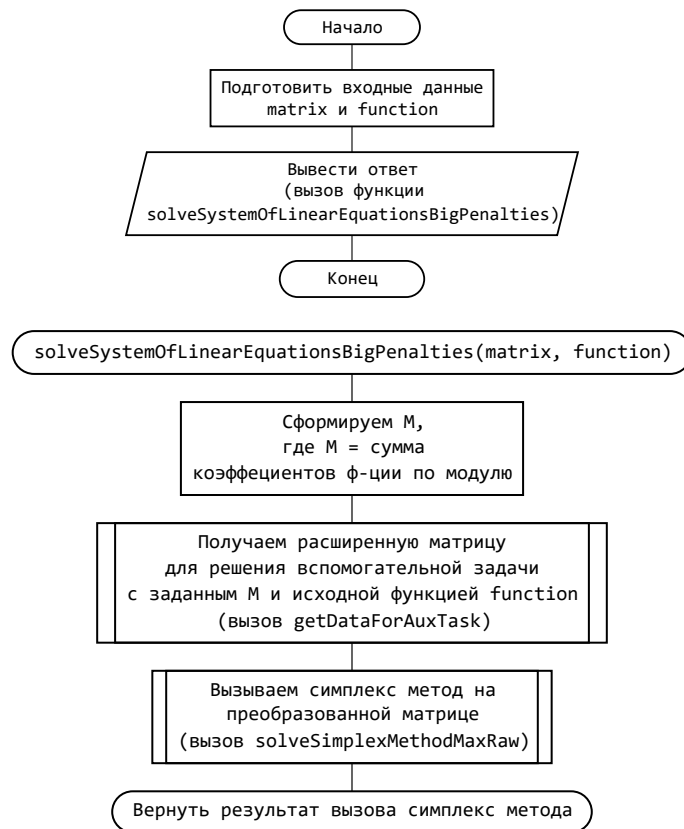 Начало
Подготовить входные данные
matrix и function
Вывести ответ
(вызов функции
solveSystemOfLinearEquationsBigPenalties)
Конец
solveSystemOfLinearEquationsBigPenalties(matrix, function)
Сформируем M,
где M = сумма
коэффециентов ф-ции по модулю
Получаем расширенную матрицу
для решения вспомогательной задачи
с заданным M и исходной функцией function
(вызов getDataForAuxTask)
Вызываем симплекс метод на
преобразованной матрице
(вызов solveSimplexMethodMaxRaw)
Вернуть результат вызова симплекс метода